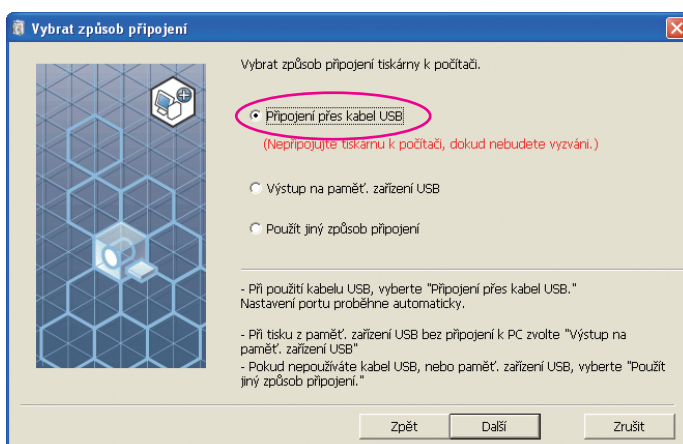 Vybrat způsob připojení
Vybrat způsob připojení tiskárny k počítači.
Připojení přes kabel USB
(Nepřipojujte tiskárnu k počítači, dokud nebudete vyzváni.)
Výstup na paměť. zařízení USB
Použít jiný způsob připojení
- Při použití kabelu USB, vyberte "Připojení přes kabel USB."
Nastavení portu proběhne automaticky.
- Při tisku z paměť. zařízení USB bez připojení k PC zvolte "Výstup na
paměť. zařízení USB"
- Pokud nepoužíváte kabel USB, nebo paměť. zařízení USB, vyberte "Použít
jiný způsob připojení."
Zpět
Další
Zrušit